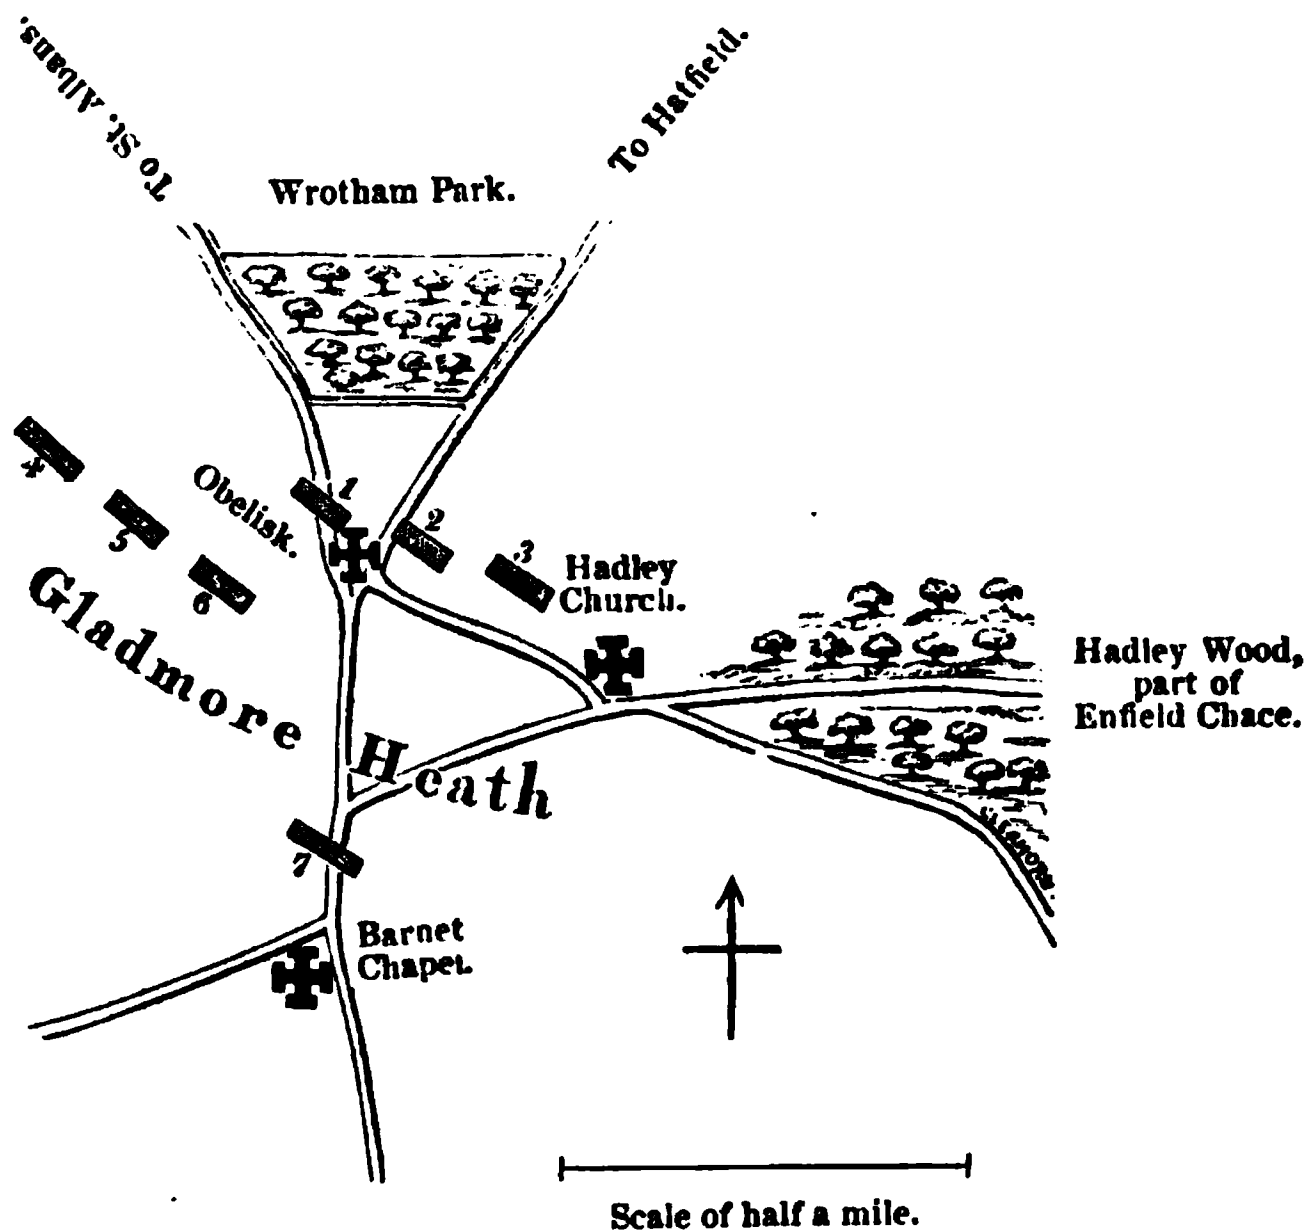 To St. Albans.
To Hatfield.
Wrotham Park.
4
5
6
Obelisk.
1
2
3
Hadley
Church.
Gladmore
Heath
Hadley Wood,
part of
Enfield Chace.
7
Barnet
Chapel.
Scale of half a mile.